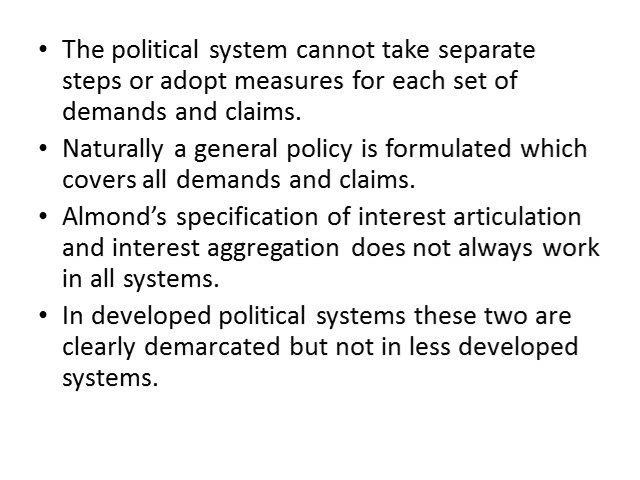 • The political system cannot take separate
steps or adopt measures for each set of
demands and claims.
• Naturally a general policy is formulated which
covers all demands and claims.
• Almond’s specification of interest articulation
and interest aggregation does not always work
in all systems.
• In developed political systems these two are
clearly demarcated but not in less developed
systems.